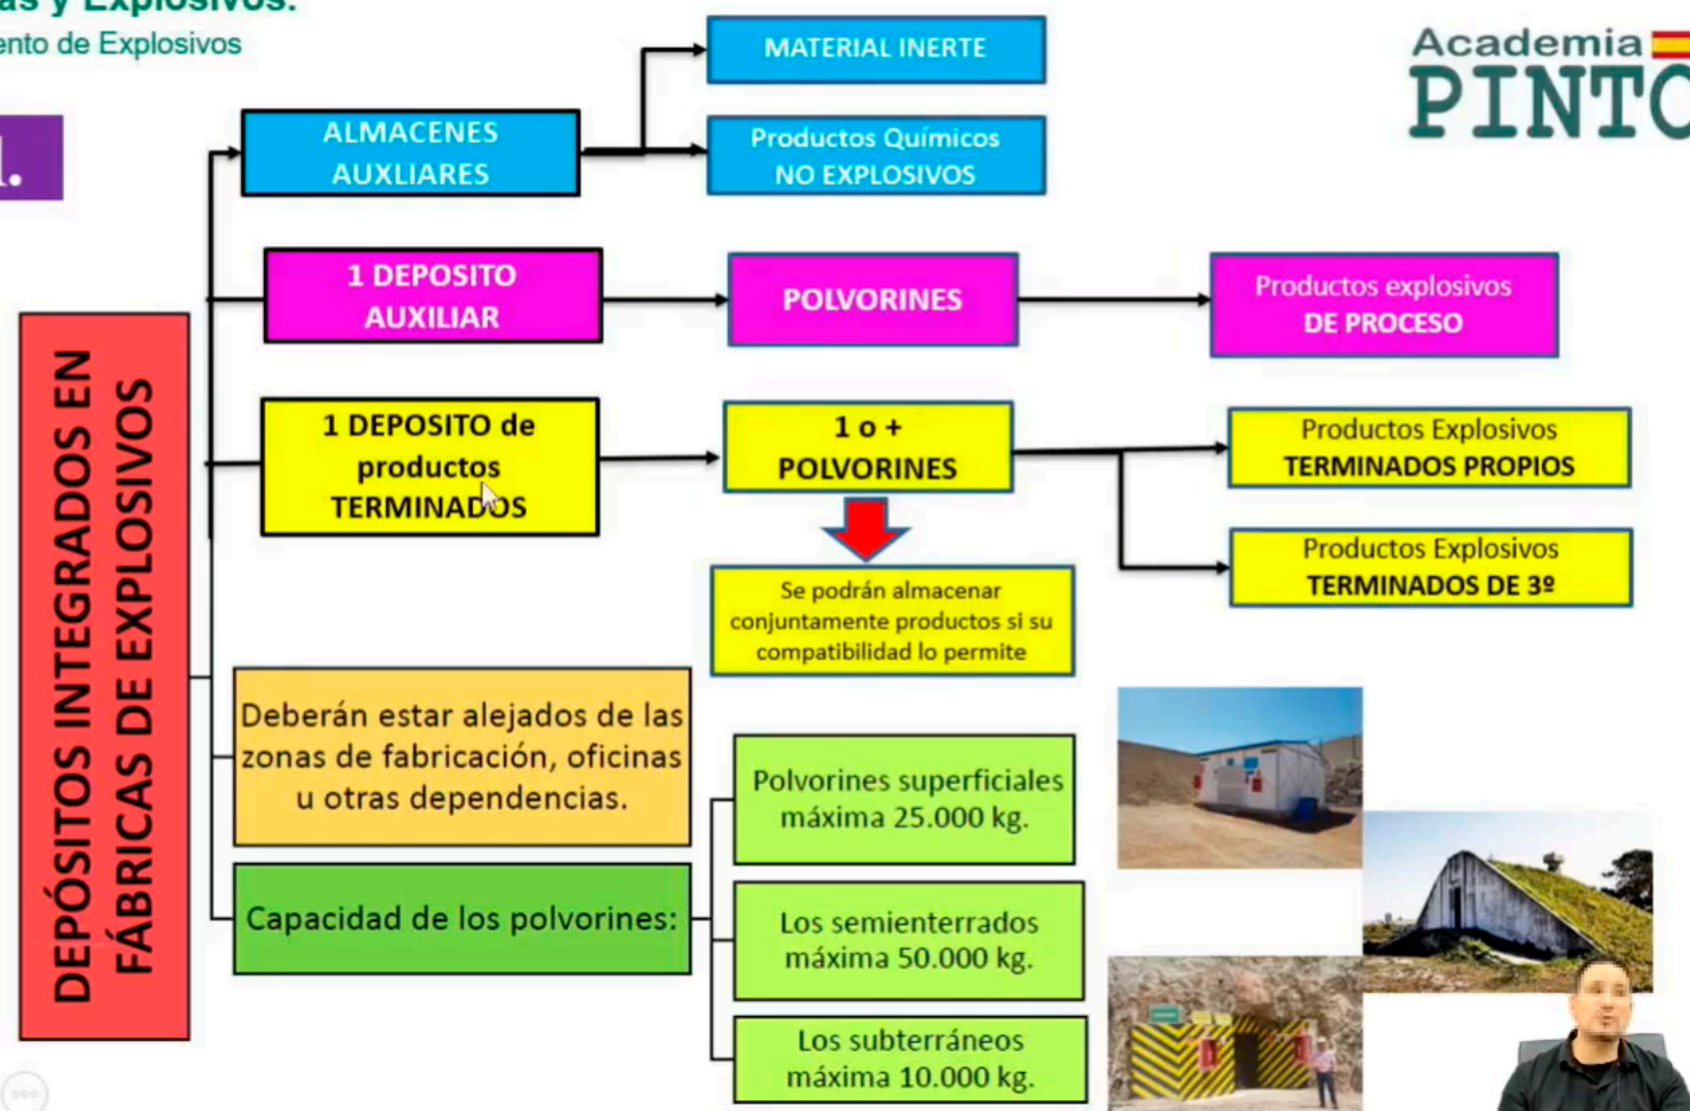 as y Explosivos.
ento de Explosivos
Academia
PINTO
l.
DEPÓSITOS INTEGRADOS EN
FÁBRICAS DE EXPLOSIVOS
ALMACENES
AUXLIARES
MATERIAL INERTE
Productos Químicos
NO EXPLOSIVOS
1 DEPOSITO
AUXILIAR
POLVORINES
Productos explosivos
DE PROCESO
1 DEPOSITO de
productos
TERMINADOS
1 o +
POLVORINES
Productos Explosivos
TERMINADOS PROPIOS
Productos Explosivos
TERMINADOS DE 3º
Se podrán almacenar
conjuntamente productos si su
compatibilidad lo permite
Deberán estar alejados de las
zonas de fabricación, oficinas
u otras dependencias.
Capacidad de los polvorines:
Polvorines superficiales
máxima 25.000 kg.
Los semienterrados
máxima 50.000 kg.
Los subterráneos
máxima 10.000 kg.